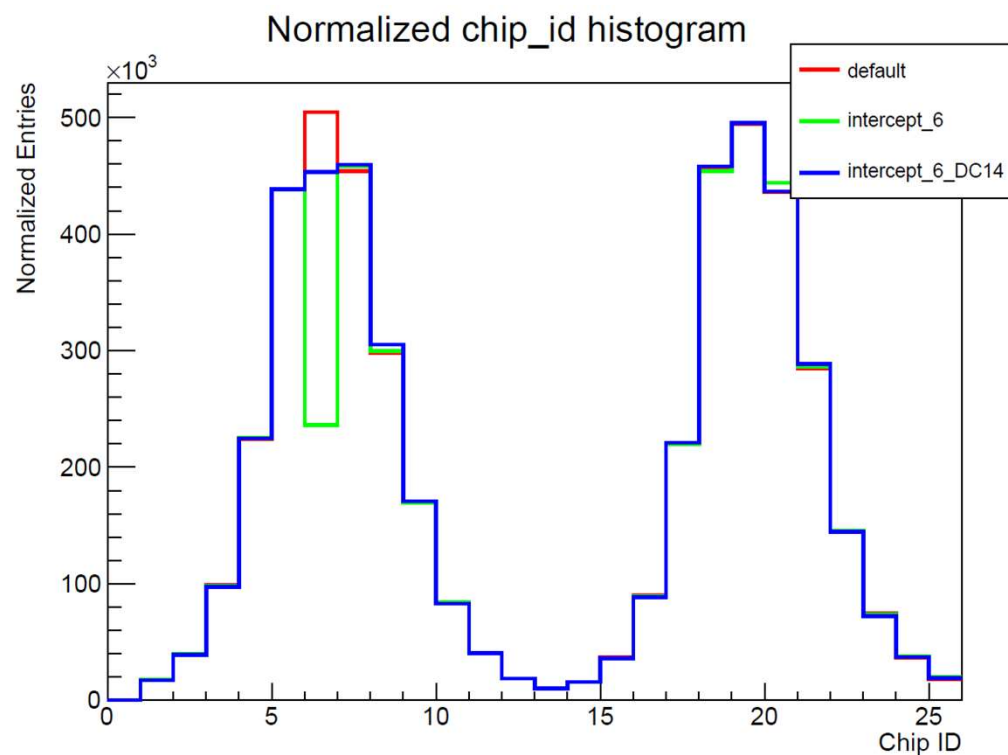 Normalized chip_id histogram
×10³
default
intercept_6
intercept_6_DC14
Normalized Entries
500
400
300
200
100
0
0 5 10 15 20 25
Chip ID